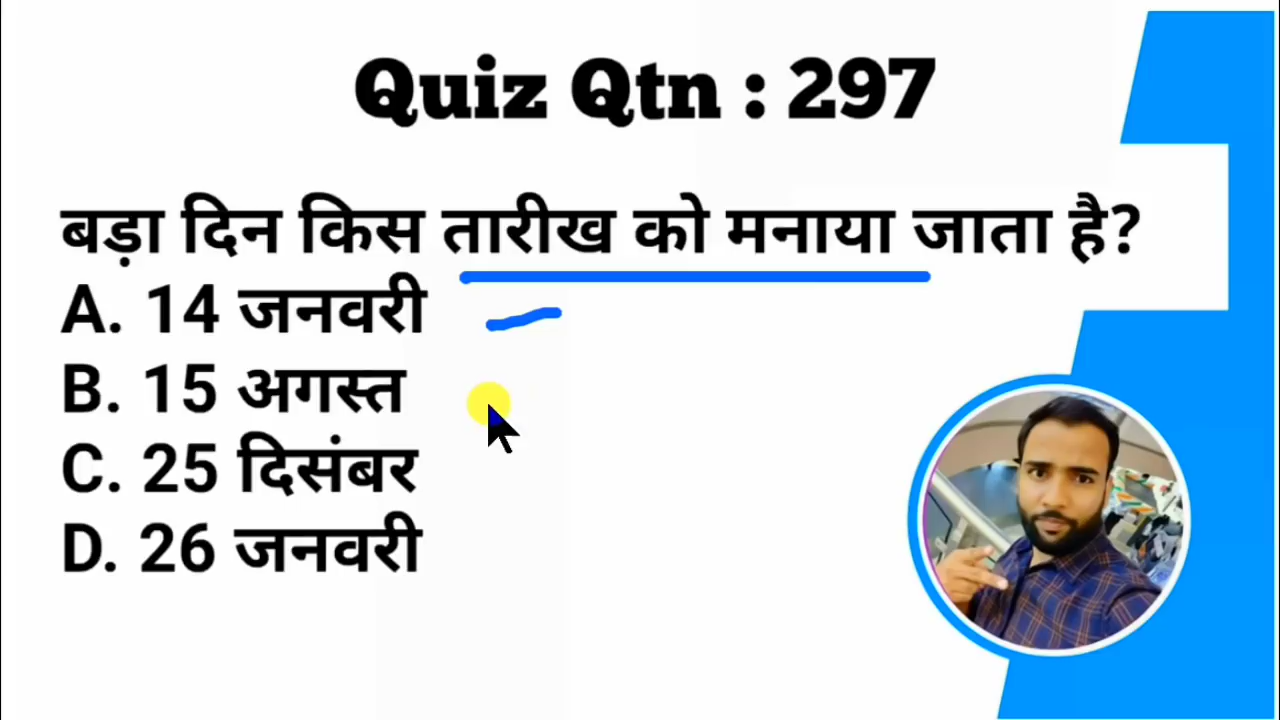 Quiz Qtn : 297
बड़ा दिन किस तारीख को मनाया जाता है?
A. 14 जनवरी
B. 15 अगस्त
C. 25 दिसंबर
D. 26 जनवरी